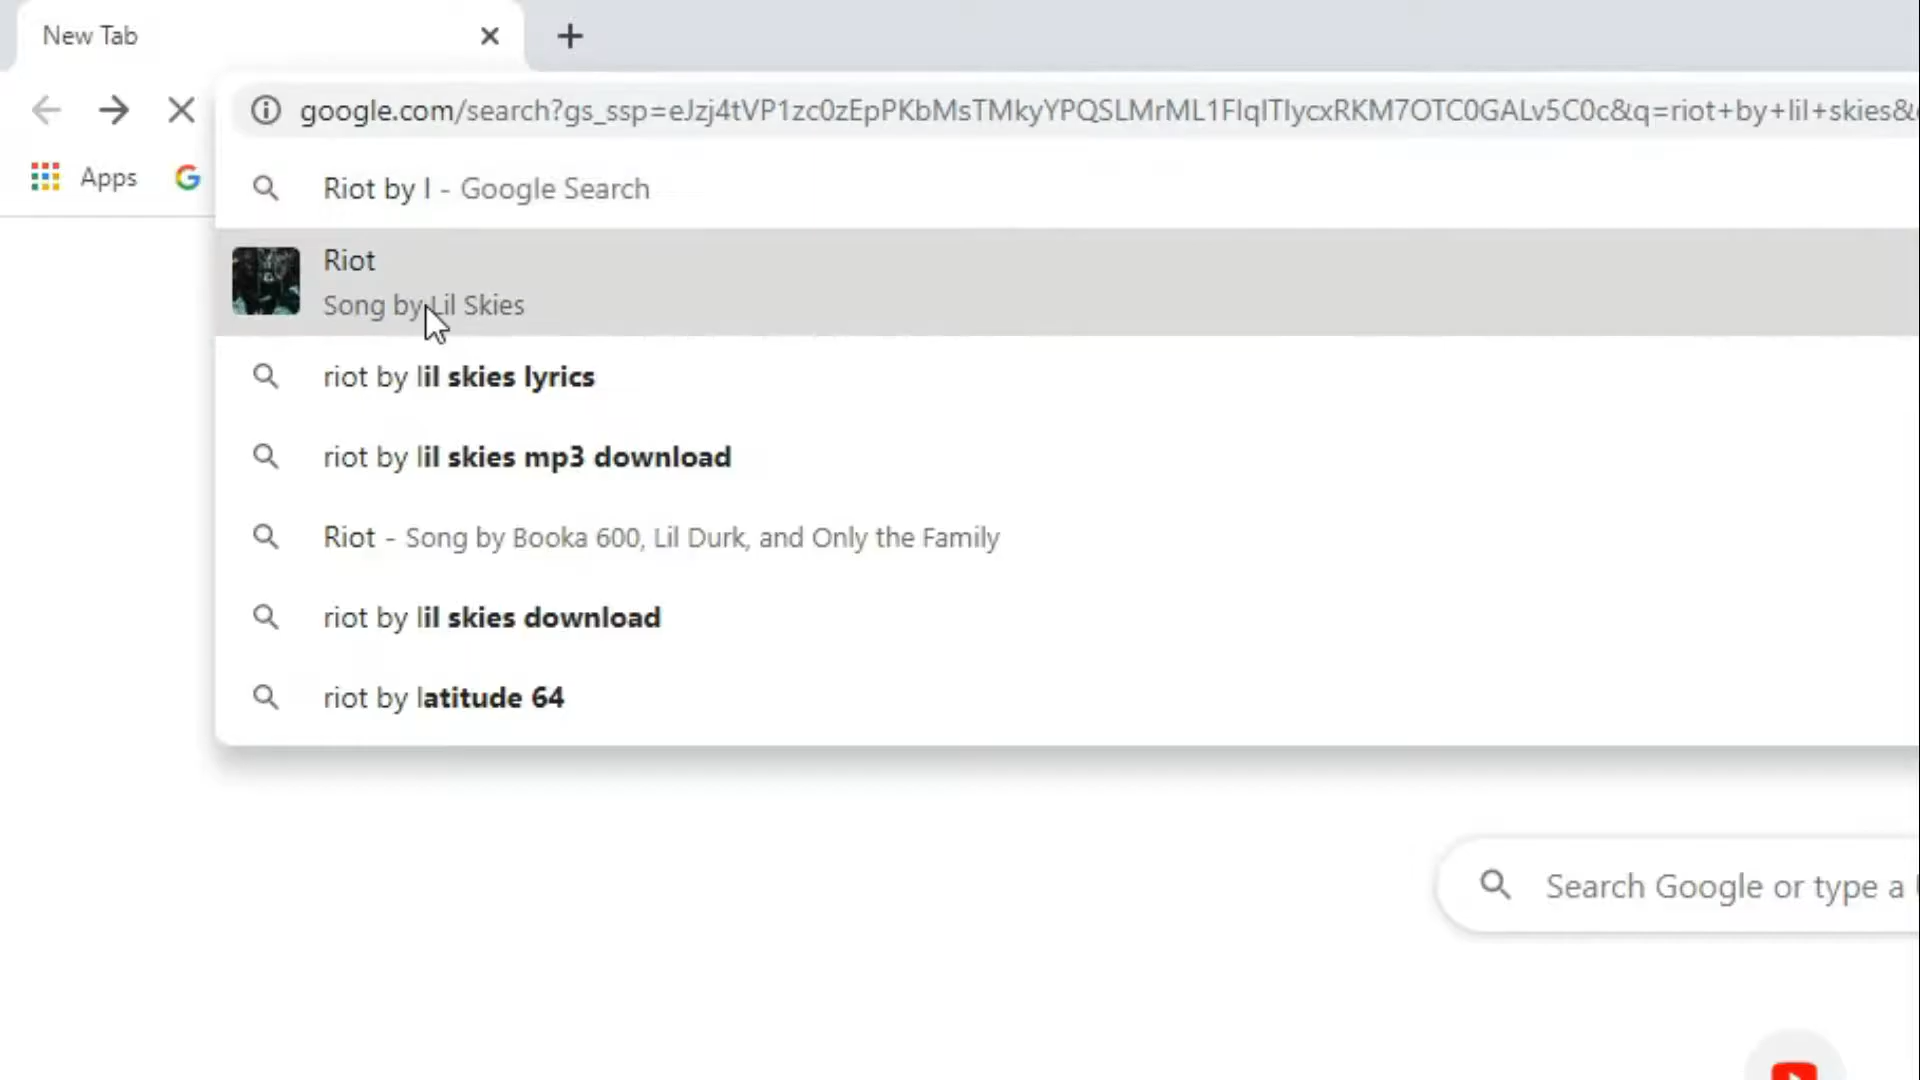 New Tab
google.com/search?gs_ssp=eJzj4tVP1zc0zEpPKbMsTMkyYPQSLMrML1FIqITIycxRKM7OTC0GALv5C0c&q=riot+by+lil+skies&
Apps
Riot by l - Google Search
Riot
Song by Lil Skies
riot by lil skies lyrics
riot by lil skies mp3 download
Riot - Song by Booka 600, Lil Durk, and Only the Family
riot by lil skies download
riot by latitude 64
Search Google or type a